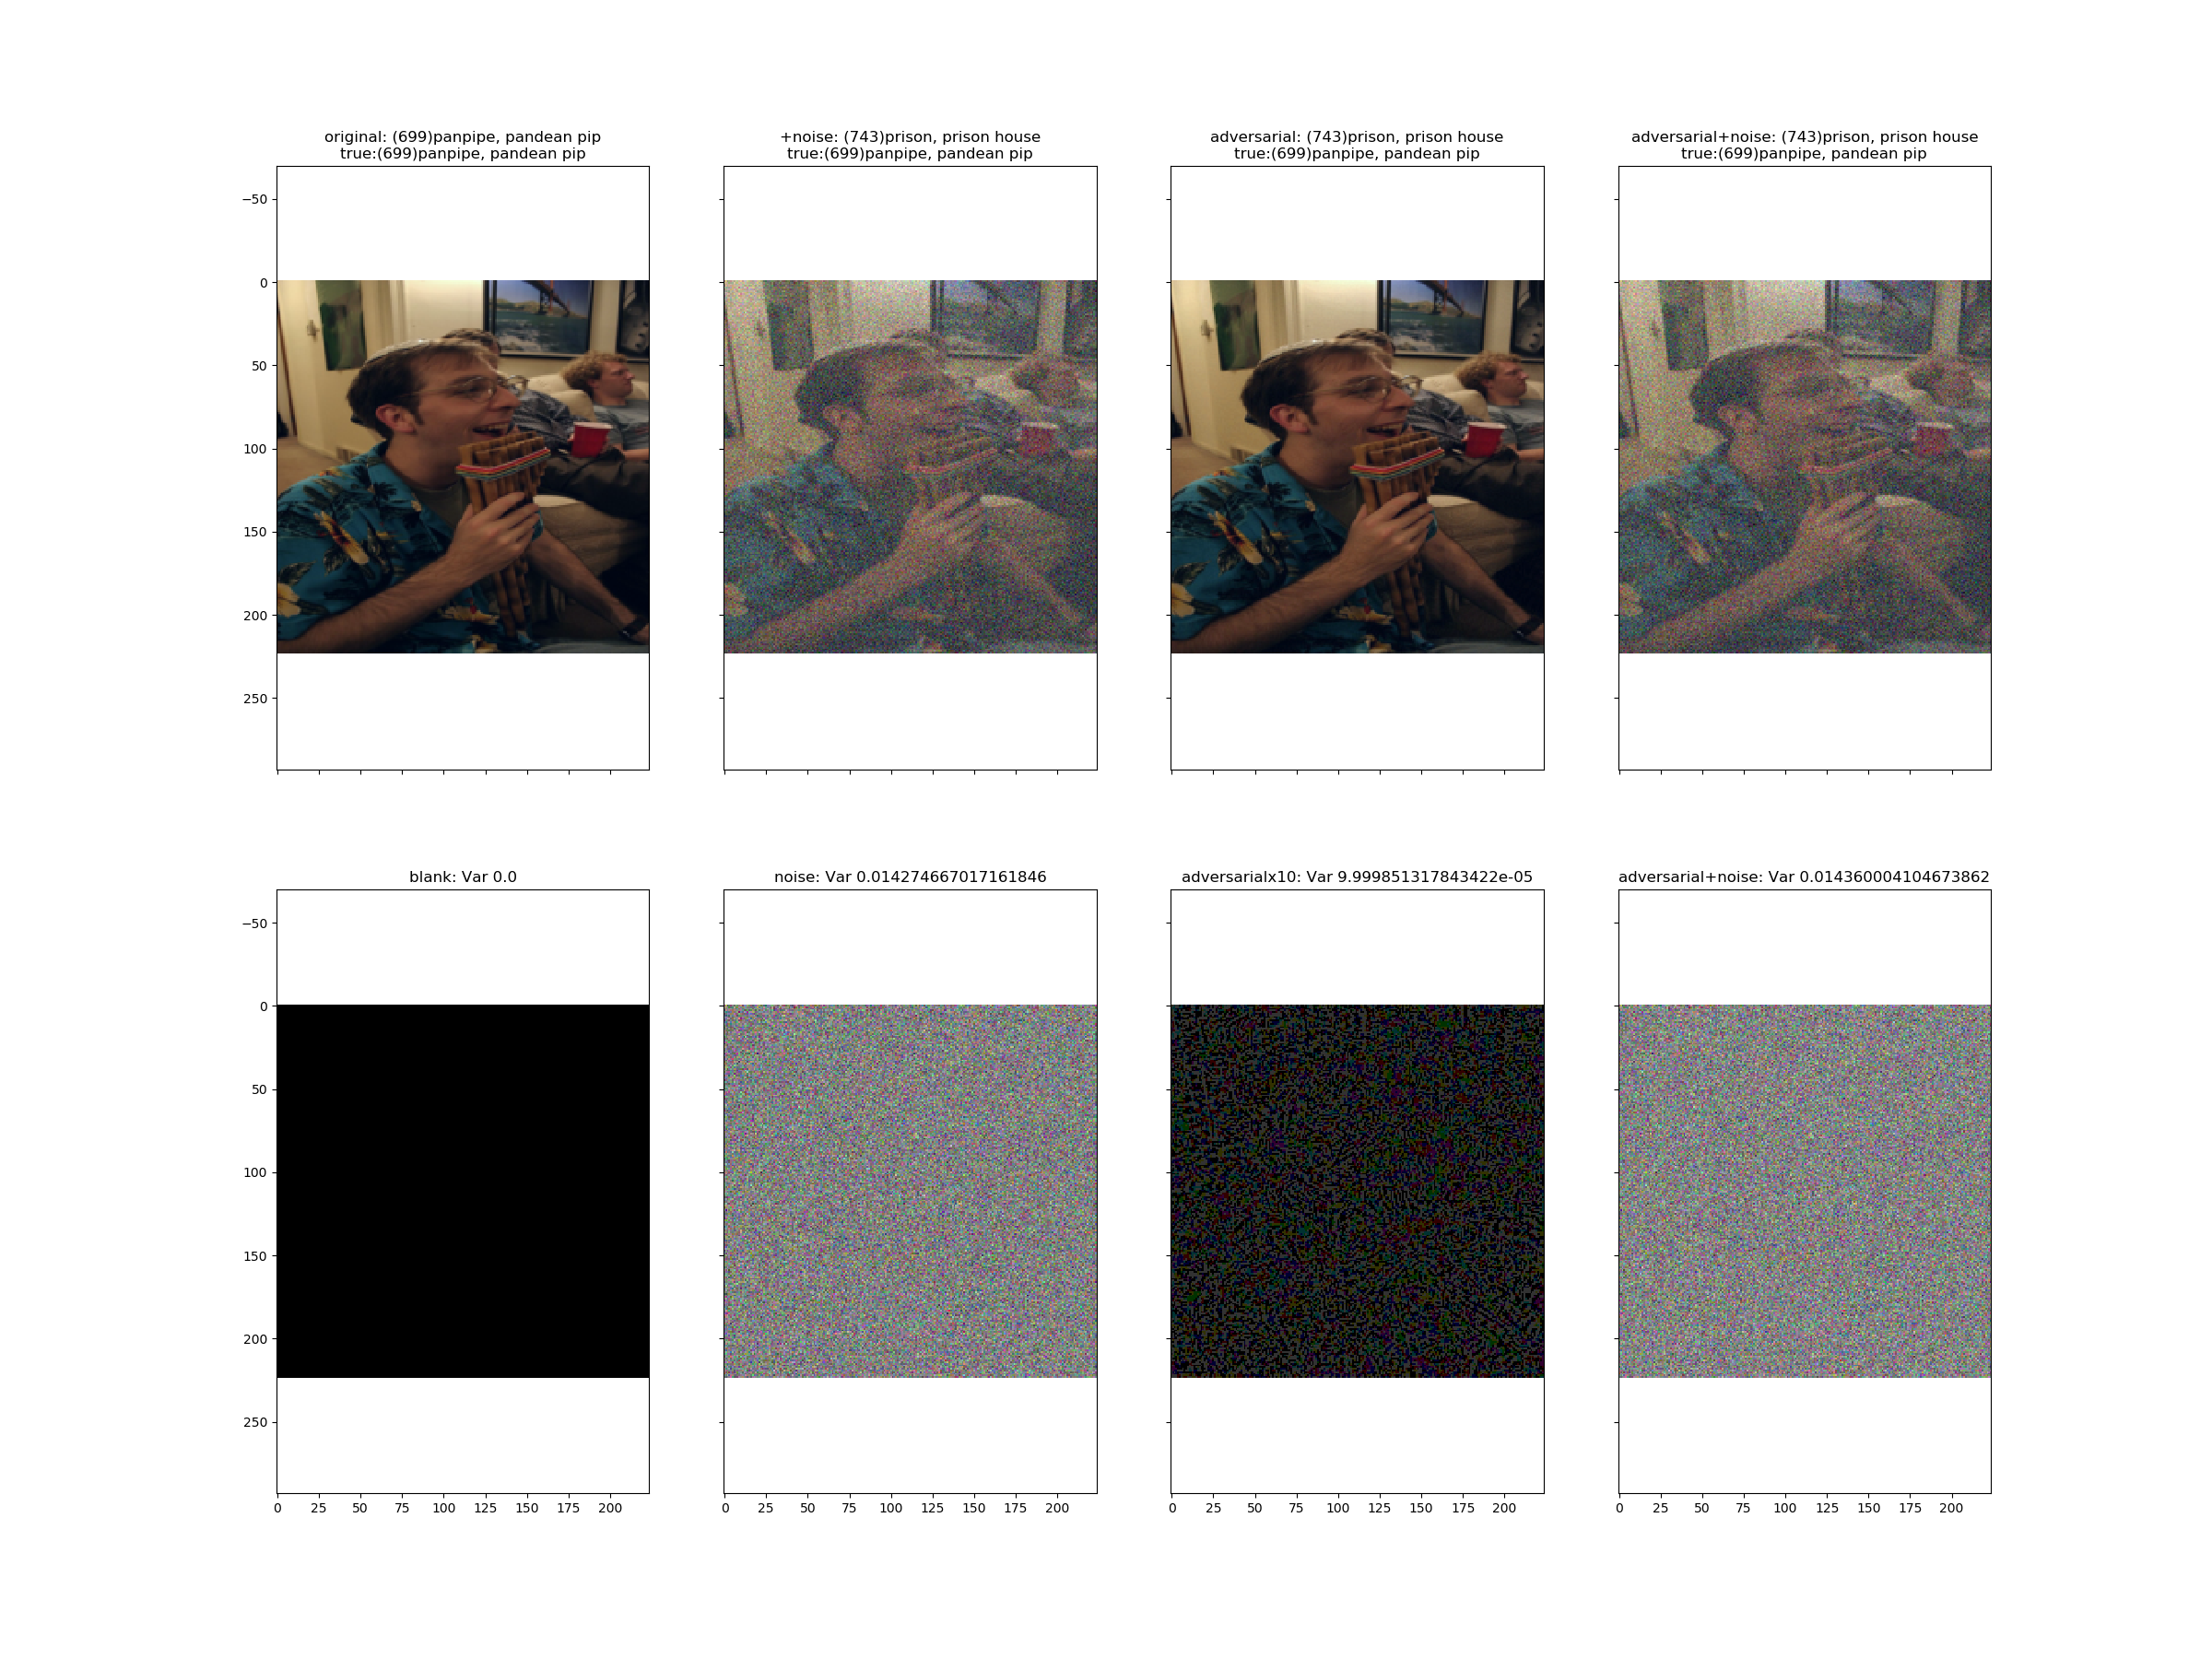 original: (699)panpipe, pandean pip
true:(699)panpipe, pandean pip
+noise: (743)prison, prison house
true:(699)panpipe, pandean pip
adversarial: (743)prison, prison house
true:(699)panpipe, pandean pip
adversarial+noise: (743)prison, prison house
true:(699)panpipe, pandean pip
−50
0
50
100
150
200
250
blank: Var 0.0
noise: Var 0.014274667017161846
adversarialx10: Var 9.999851317843422e-05
adversarial+noise: Var 0.014360004104673862
−50
0
50
100
150
200
250
0 25 50 75 100 125 150 175 200
0 25 50 75 100 125 150 175 200
0 25 50 75 100 125 150 175 200
0 25 50 75 100 125 150 175 200